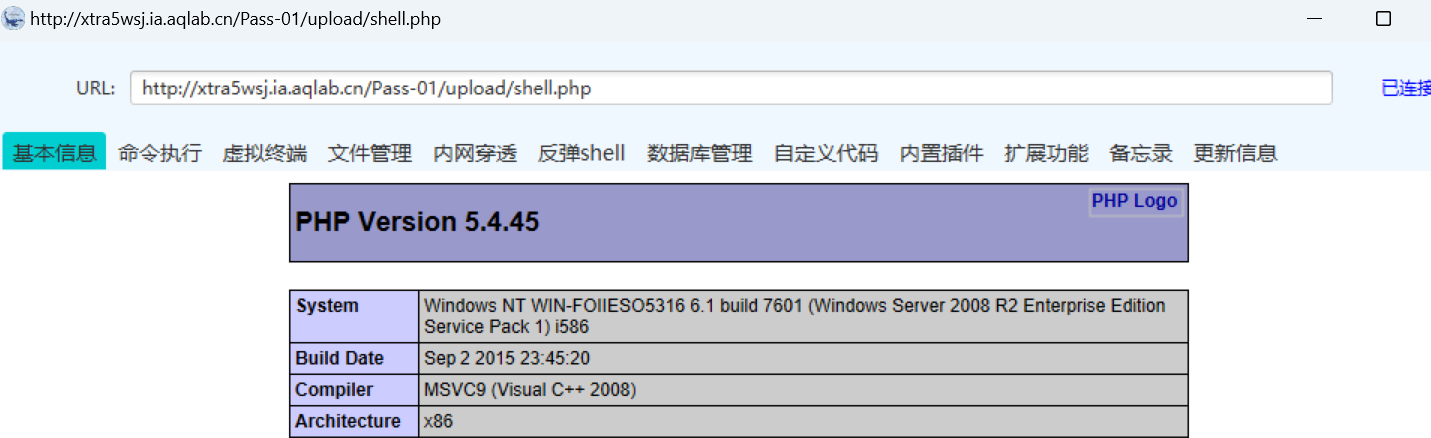 http://xtra5wsj.ia.aqlab.cn/Pass-01/upload/shell.php
URL: http://xtra5wsj.ia.aqlab.cn/Pass-01/upload/shell.php 已连接
基本信息 命令执行 虚拟终端 文件管理 内网穿透 反弹shell 数据库管理 自定义代码 内置插件 扩展功能 备忘录 更新信息
PHP Logo
PHP Version 5.4.45
System Windows NT WIN-FOIIESO5316 6.1 build 7601 (Windows Server 2008 R2 Enterprise Edition
Service Pack 1) i586
Build Date Sep 2 2015 23:45:20
Compiler MSVC9 (Visual C++ 2008)
Architecture x86